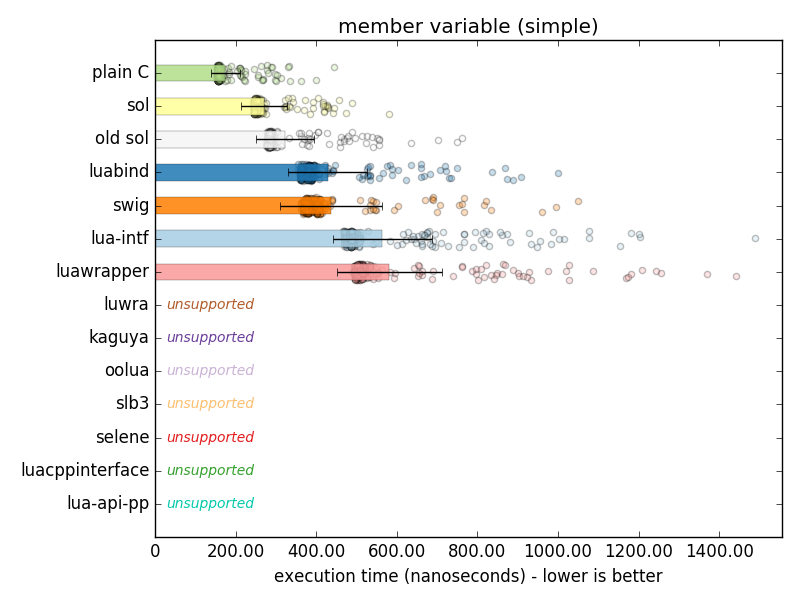 member variable (simple)
plain C
sol
old sol
luabind
swig
lua-intf
luawrapper
luwra unsupported
kaguya unsupported
oolua unsupported
slb3 unsupported
selene unsupported
luacppinterface unsupported
lua-api-pp unsupported
0 200.00 400.00 600.00 800.00 1000.00 1200.00 1400.00
execution time (nanoseconds) - lower is better